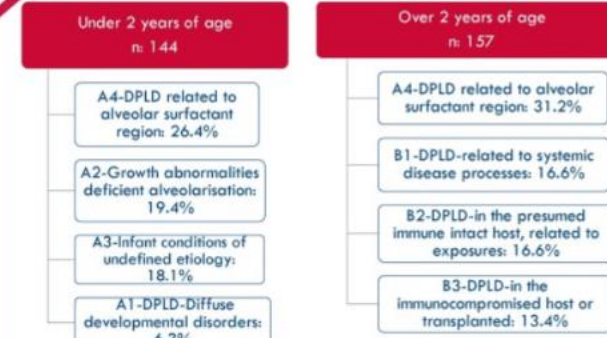 Under 2 years of age
n: 144
A4-DPLD related to
alveolar surfactant
region: 26.4%
A2-Growth abnormalities
deficient alveolarisation:
19.4%
A3-Infant conditions of
undefined etiology:
18.1%
A1-DPLD-Diffuse
developmental disorders:
Over 2 years of age
n: 157
A4-DPLD related to alveolar
surfactant region: 31.2%
B1-DPLD-related to systemic
disease processes: 16.6%
B2-DPLD-in the presumed
immune intact host, related to
exposures: 16.6%
B3-DPLD-in the
immunocompromised host or
transplanted: 13.4%